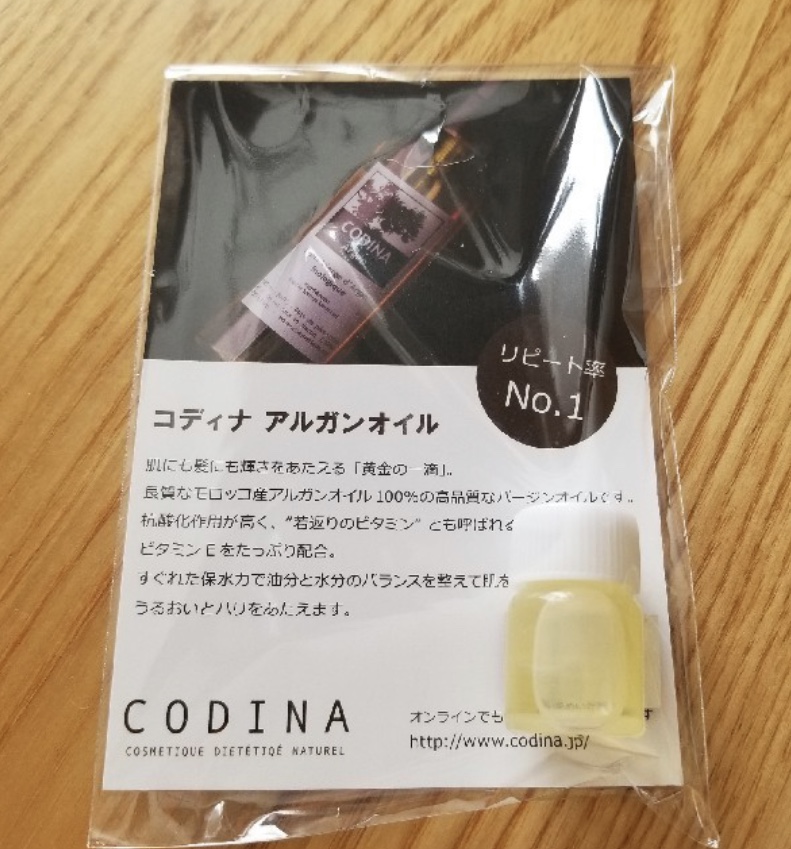 CODINA
リピート率
No.1
コディナ アルガンオイル
肌にも髪にも輝きをあたえる「黄金の一滴」。
良質なモロッコ産アルガンオイル100%の高品質なバージンオイルです。
抗酸化作用が高く、“若返りのビタミン” とも呼ばれる
ビタミンEをたっぷり配合。
すぐれた保水力で油分と水分のバランスを整えて肌を
うるおいとハリをあたえます。
CODINA
COSMETIQUE DIETÉTIQÉ NATUREL
オンラインでも
す
http://www.codina.jp/